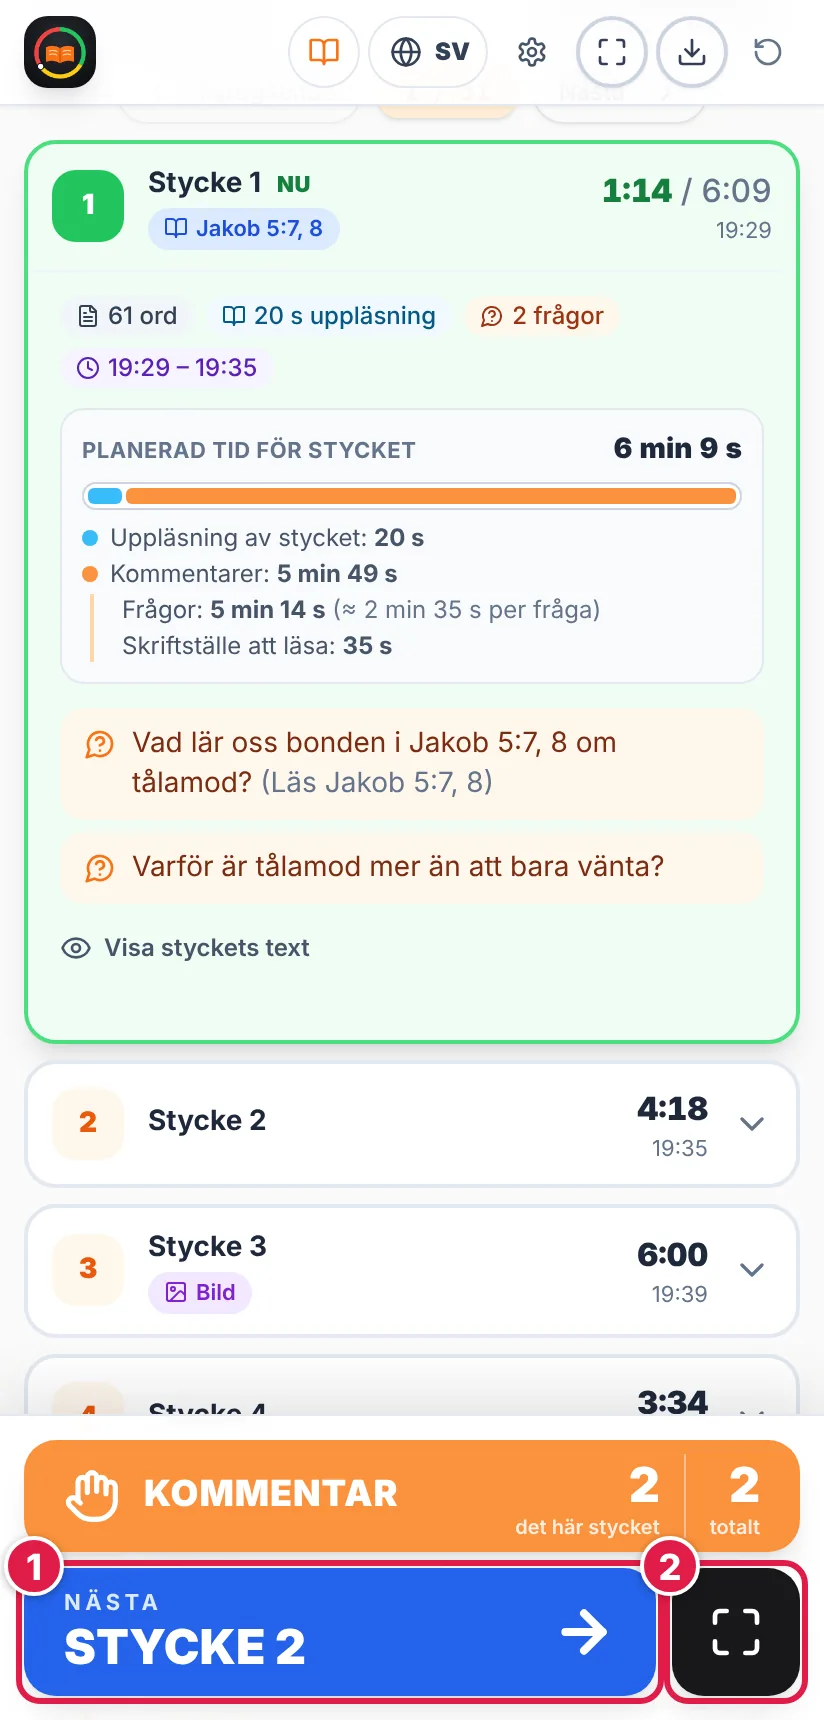 SV
1
Stycke 1 NU
1:14 / 6:09
Jakob 5:7, 8
19:29
61 ord
20 s uppläsning
2 frågor
19:29 – 19:35
PLANERAD TID FÖR STYCKET
6 min 9 s
Uppläsning av stycket: 20 s
Kommentarer: 5 min 49 s
Frågor: 5 min 14 s (≈ 2 min 35 s per fråga)
Skriftställe att läsa: 35 s
Vad lär oss bonden i Jakob 5:7, 8 om
tålamod? (Läs Jakob 5:7, 8)
Varför är tålamod mer än att bara vänta?
Visa styckets text
2
Stycke 2
4:18
19:35
3
Stycke 3
6:00
Bild
19:39
4
Stycke 4
3:34
KOMMENTAR
2
det här stycket
2
totalt
1
2
NÄSTA
STYCKE 2